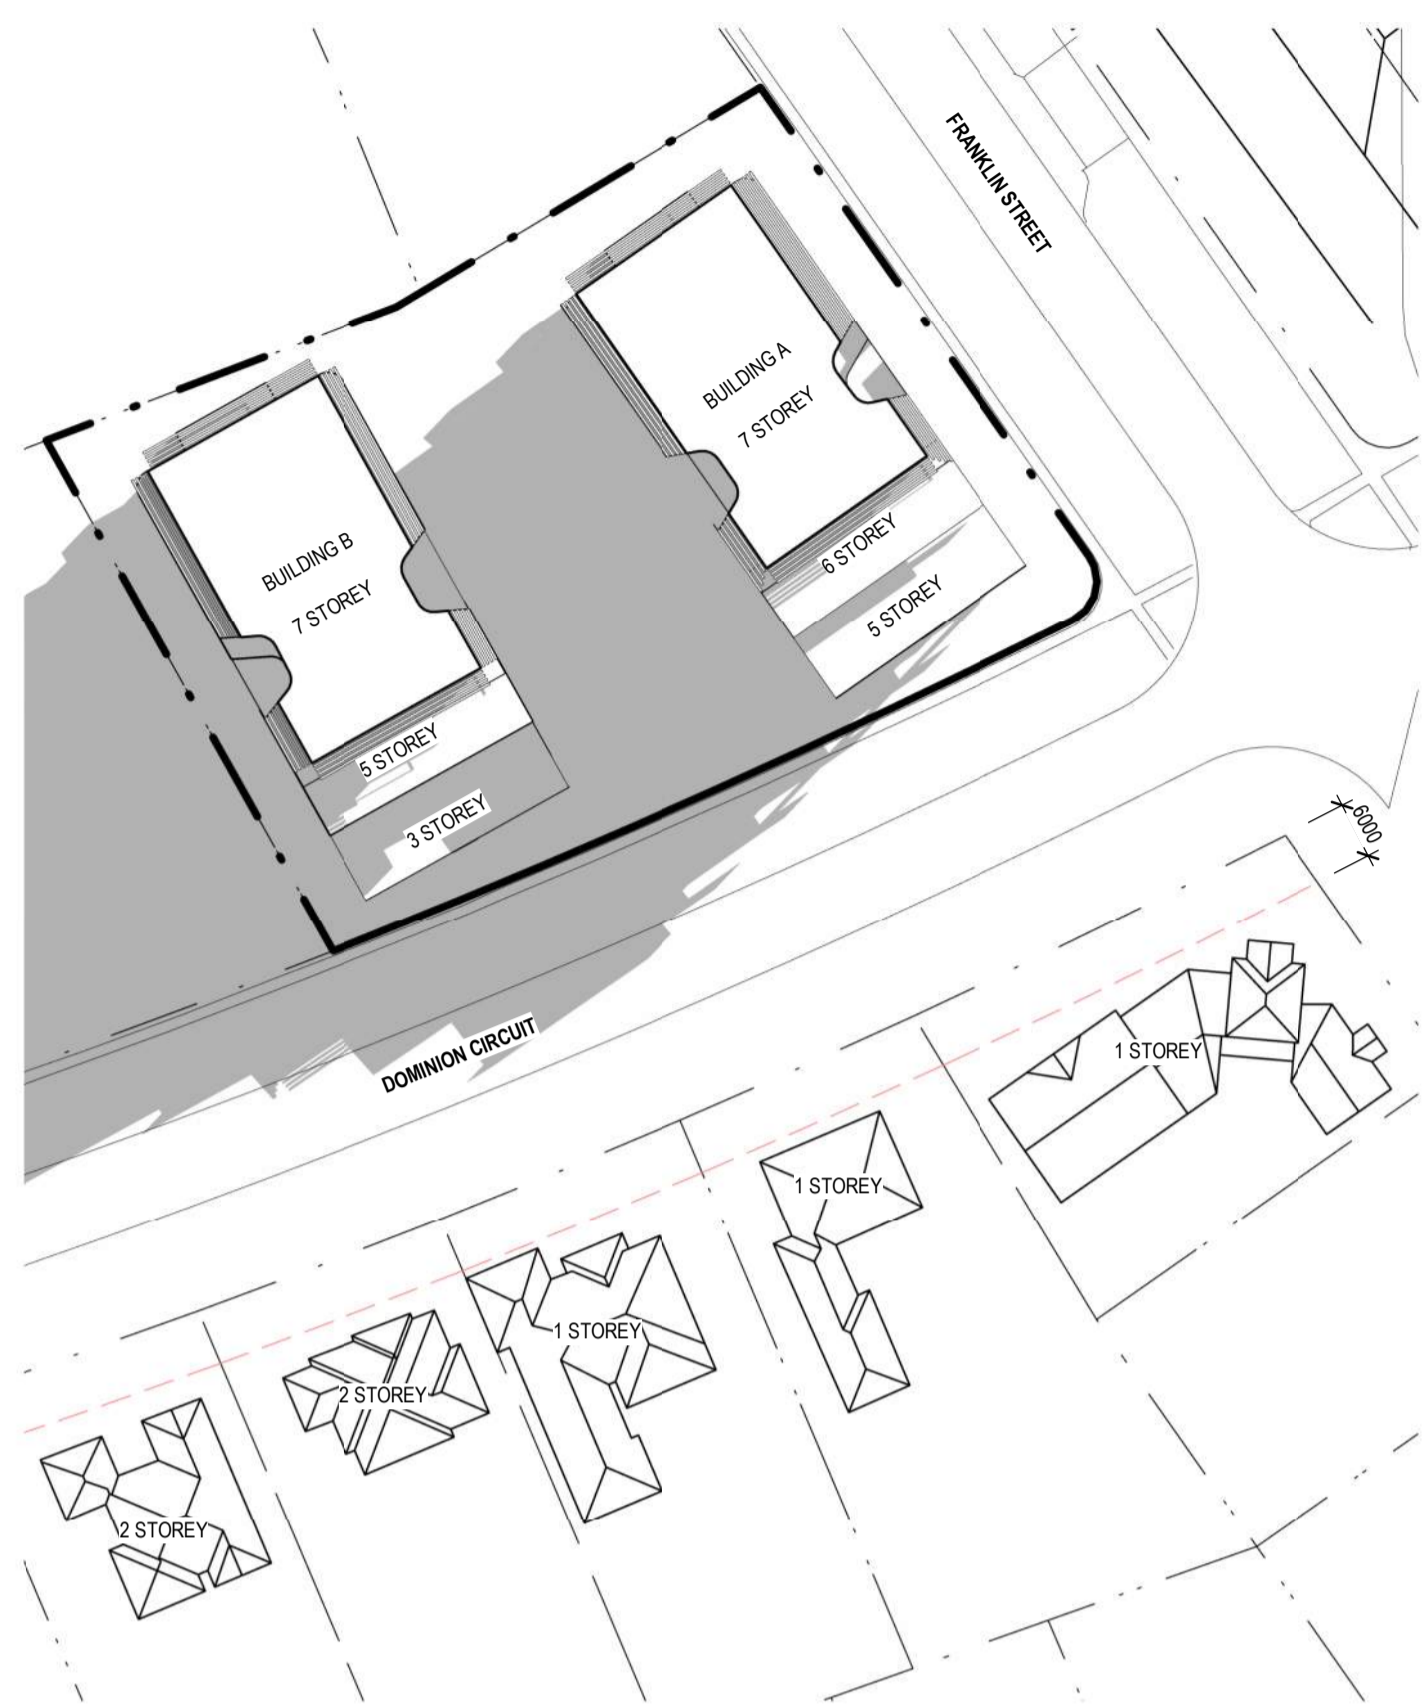 FRANKLIN STREET
BUILDING A
7 STOREY
6 STOREY
5 STOREY
BUILDING B
7 STOREY
5 STOREY
3 STOREY
6000
DOMINION CIRCUIT
1 STOREY
1 STOREY
1 STOREY
2 STOREY
2 STOREY